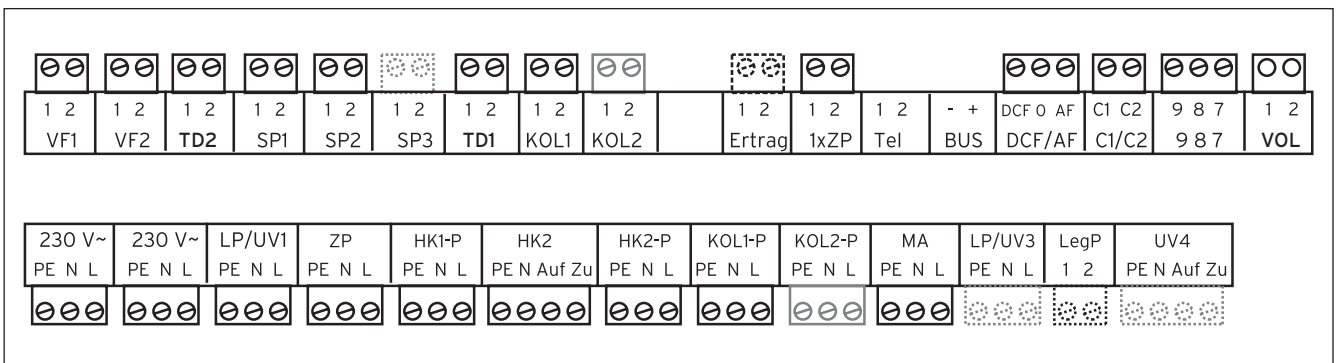 1 2 1 2 1 2 1 2 1 2 1 2 1 2 1 2 1 2 1 2 1 2 1 2 - + DCF O AF C1 C2 9 8 7 1 2
VF1 VF2 TD2 SP1 SP2 SP3 TD1 KOL1 KOL2 Ertrag 1xZP Tel BUS DCF/AF C1/C2 9 8 7 VOL
230 V~ 230 V~ LP/UV1 ZP HK1-P HK2 HK2-P KOL1-P KOL2-P MA LP/UV3 LegP UV4
PE N L PE N L PE N L PE N L PE N L PE N Auf Zu PE N L PE N L PE N L PE N L PE N L 1 2 PE N Auf Zu